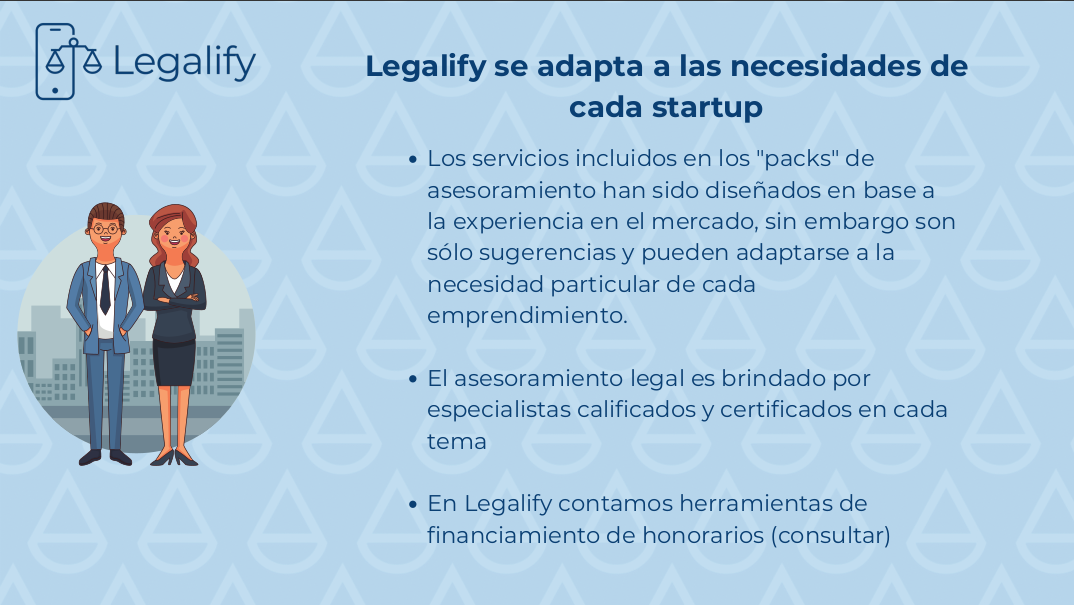 Legalify
Legalify se adapta a las necesidades de
cada startup
• Los servicios incluidos en los "packs" de
asesoramiento han sido diseñados en base a
la experiencia en el mercado, sin embargo son
sólo sugerencias y pueden adaptarse a la
necesidad particular de cada
emprendimiento.
• El asesoramiento legal es brindado por
especialistas calificados y certificados en cada
tema
• En Legalify contamos herramientas de
financiamiento de honorarios (consultar)